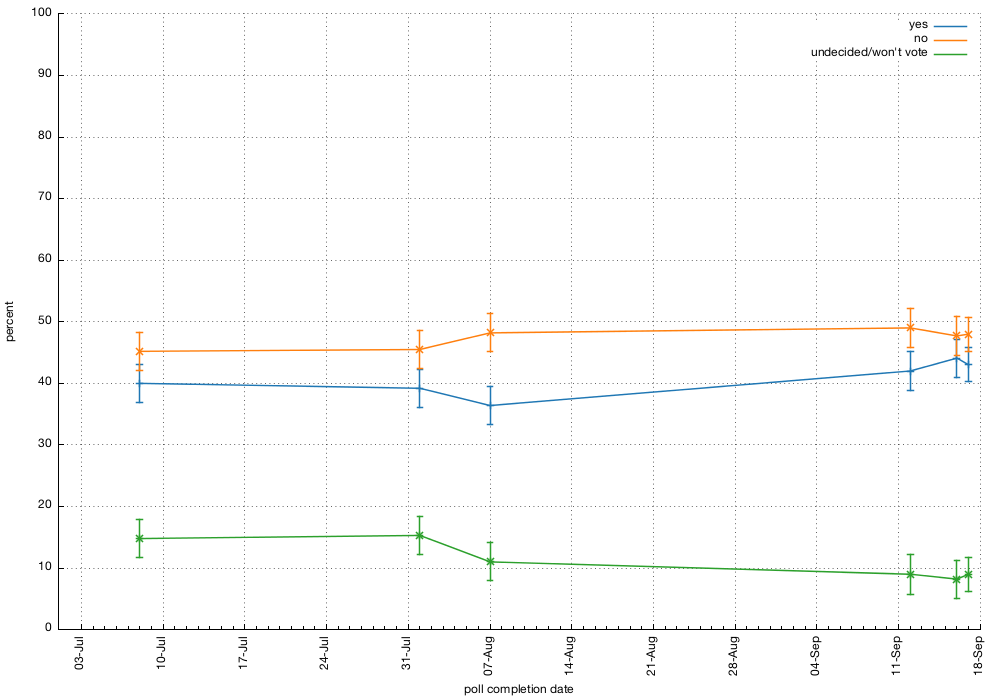 100
90
80
70
60
50
40
30
20
10
0
percent
yes
no
undecided/won't vote
03-Jul
10-Jul
17-Jul
24-Jul
31-Jul
07-Aug
14-Aug
21-Aug
28-Aug
04-Sep
11-Sep
18-Sep
poll completion date